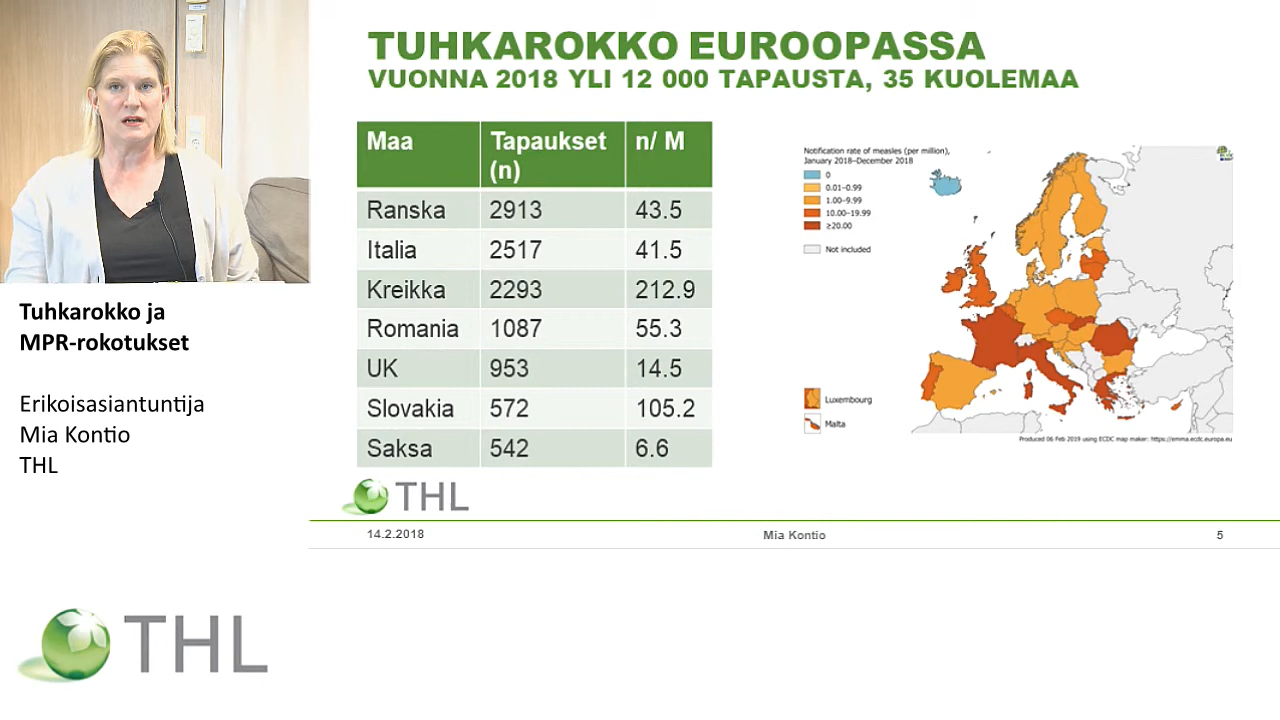 TUHKAROKKO EUROOPASSA
VUONNA 2018 YLI 12 000 TAPAUSTA, 35 KUOLEMAA
Maa Tapaukset (n) n/ M
Ranska 2913 43.5
Italia 2517 41.5
Kreikka 2293 212.9
Romania 1087 55.3
UK 953 14.5
Slovakia 572 105.2
Saksa 542 6.6
Notification rate of measles (per million),
January 2018–December 2018
0
0.01–0.99
1.00–9.99
10.00–19.99
≥20.00
Not included
Luxembourg
Malta
Produced 06 Feb 2019 using ECDC map maker: https://emma.ecdc.europa.eu
THL
14.2.2018 Mia Kontio 5
Tuhkarokko ja
MPR-rokotukset
Erikoisasiantuntija
Mia Kontio
THL
THL